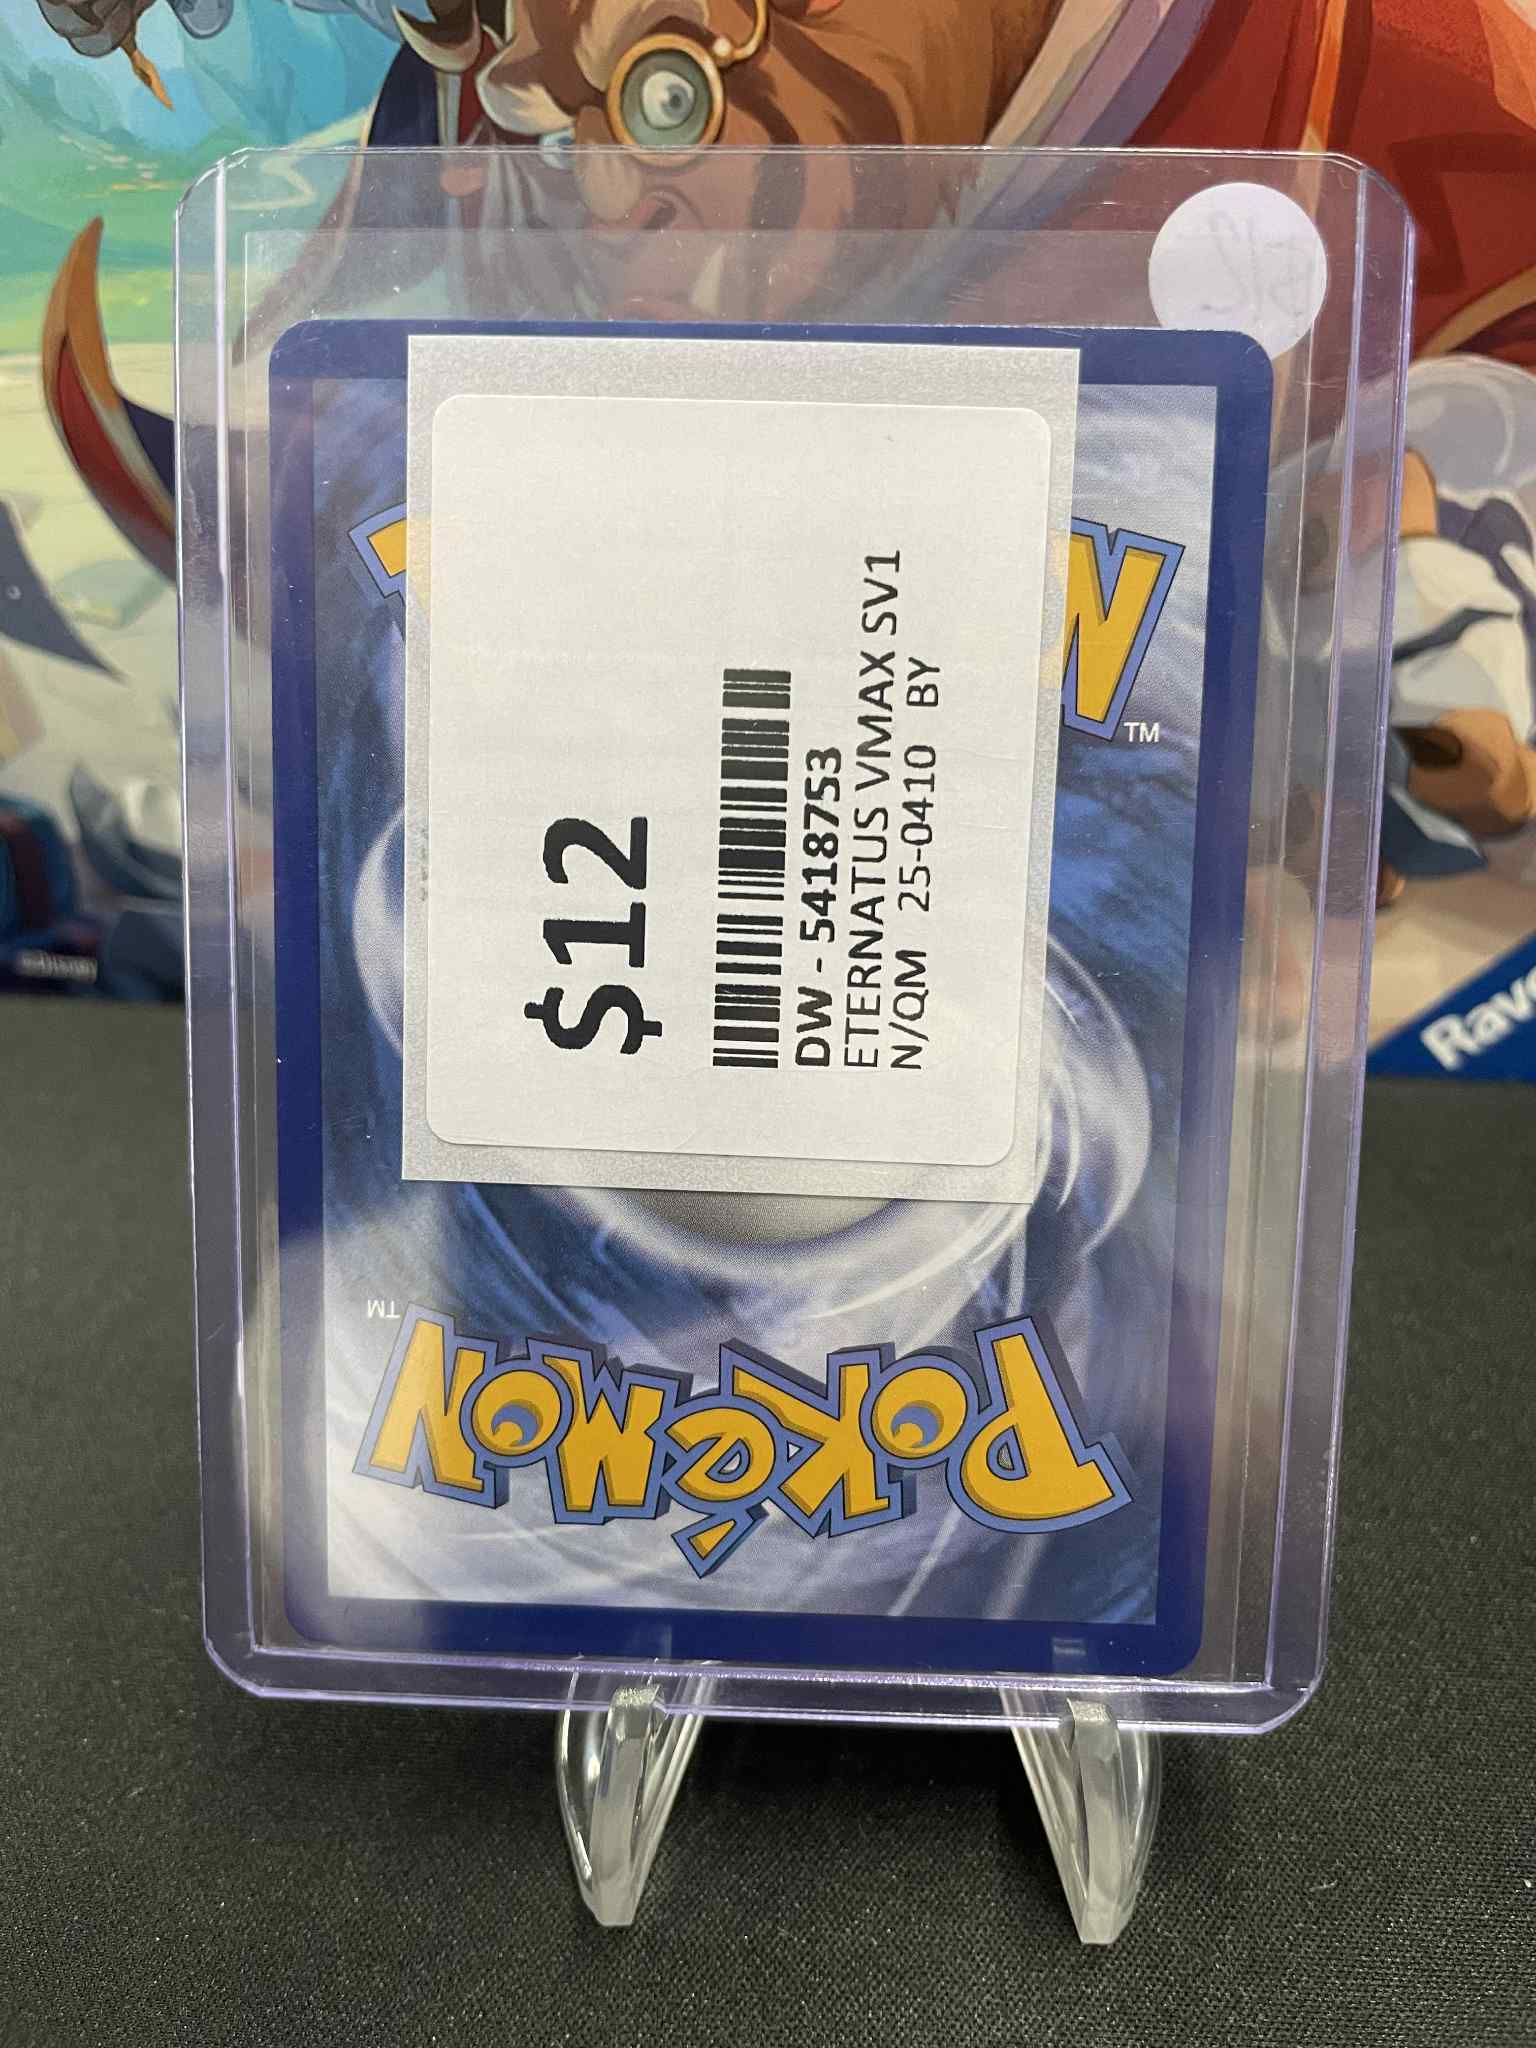 $12
DW - 5418753
ETERNATUS VMAX SV1
N/QM 25-0410 BY
N
TM
TM
POKéMON
Rave